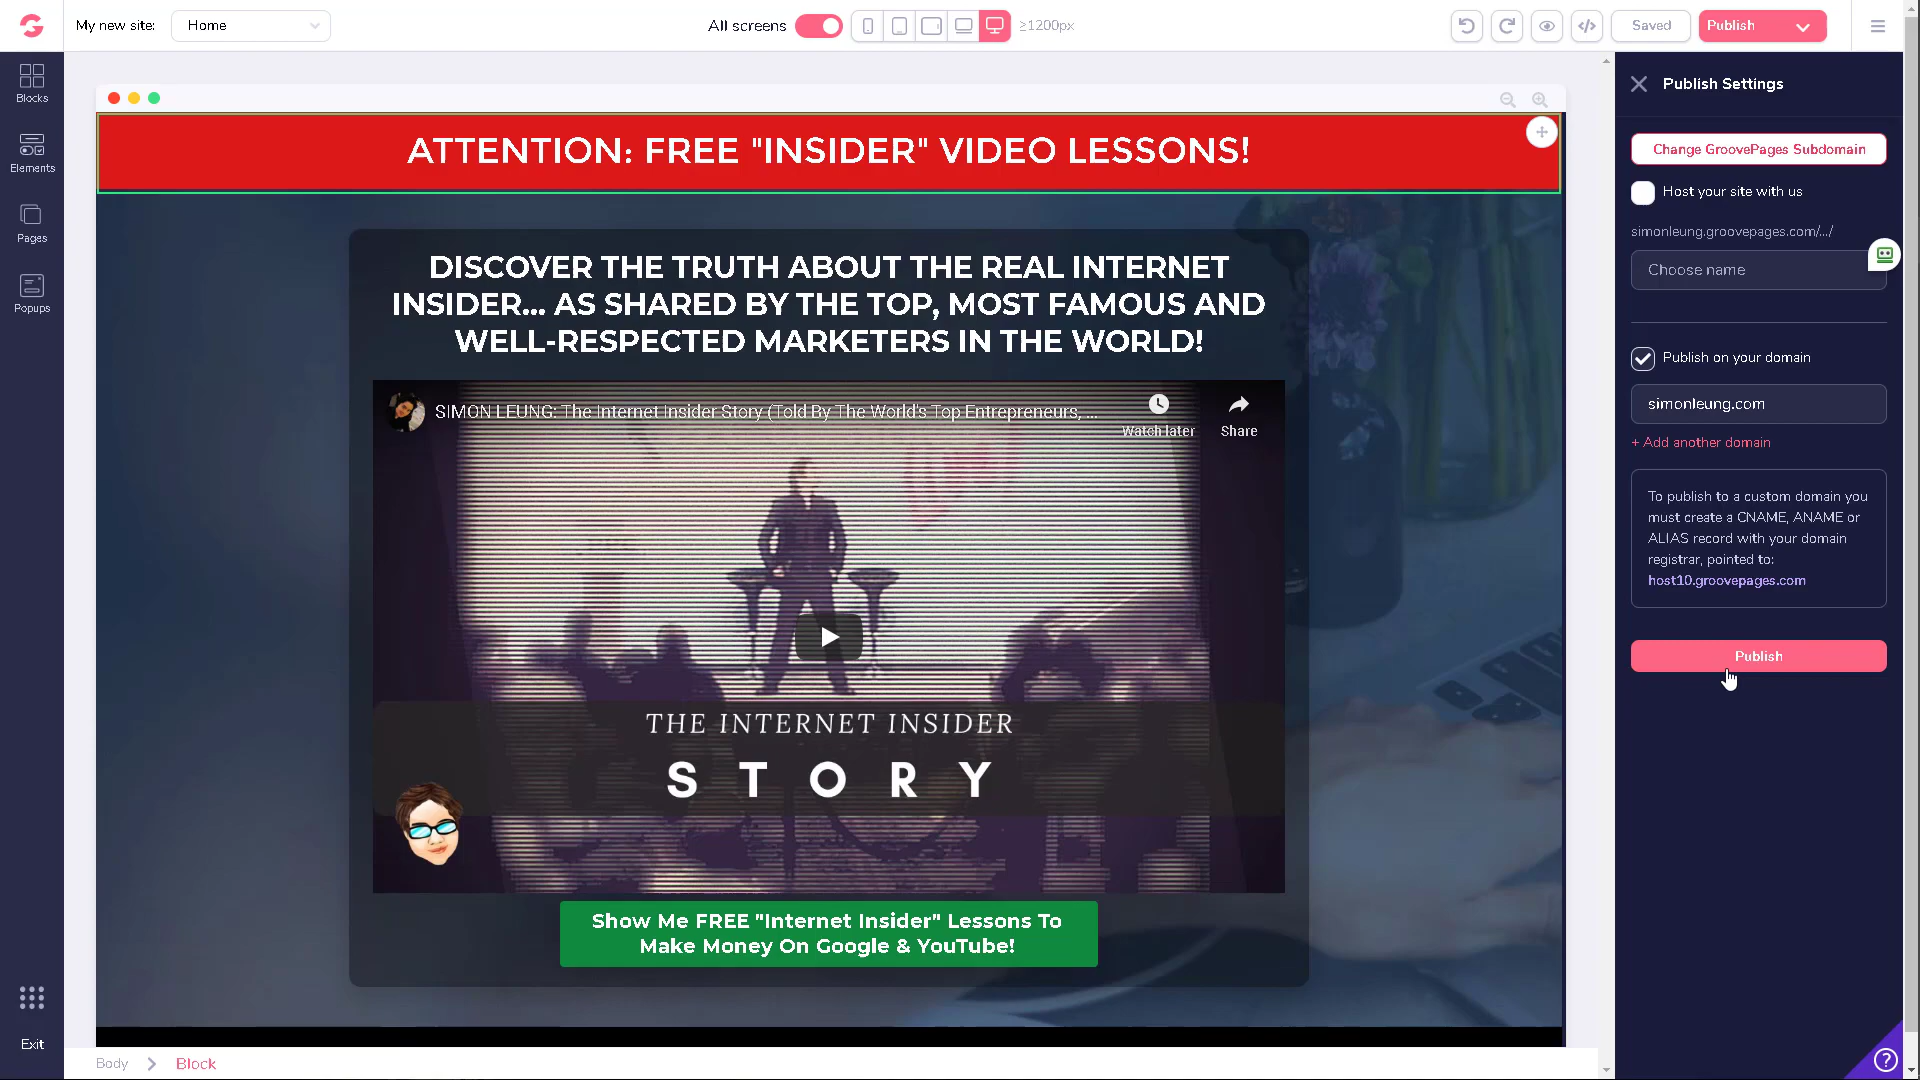 My new site:
Home
All screens
≥1200px
Saved
Publish
Blocks
Elements
Pages
Popups
Exit
ATTENTION: FREE "INSIDER" VIDEO LESSONS!
DISCOVER THE TRUTH ABOUT THE REAL INTERNET
INSIDER... AS SHARED BY THE TOP, MOST FAMOUS AND
WELL-RESPECTED MARKETERS IN THE WORLD!
SIMON LEUNG: The Internet Insider Story (Told By The World's Top Entrepreneurs, ...
Watch later
Share
THE INTERNET INSIDER
STORY
Show Me FREE "Internet Insider" Lessons To
Make Money On Google & YouTube!
Body
Block
Publish Settings
Change GroovePages Subdomain
Host your site with us
simonleung.groovepages.com/.../
Choose name
Publish on your domain
simonleung.com
+ Add another domain
To publish to a custom domain you
must create a CNAME, ANAME or
ALIAS record with your domain
registrar, pointed to:
host10.groovepages.com
Publish